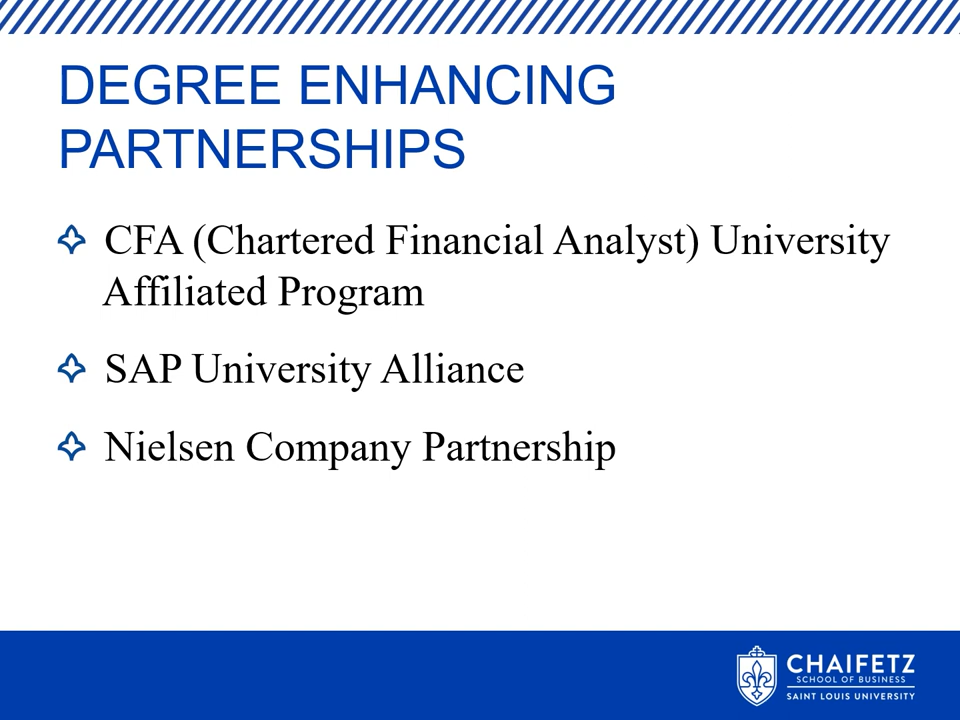 DEGREE ENHANCING
PARTNERSHIPS
CFA (Chartered Financial Analyst) University
Affiliated Program
SAP University Alliance
Nielsen Company Partnership
CHAIFETZ
SCHOOL OF BUSINESS
SAINT LOUIS UNIVERSITY